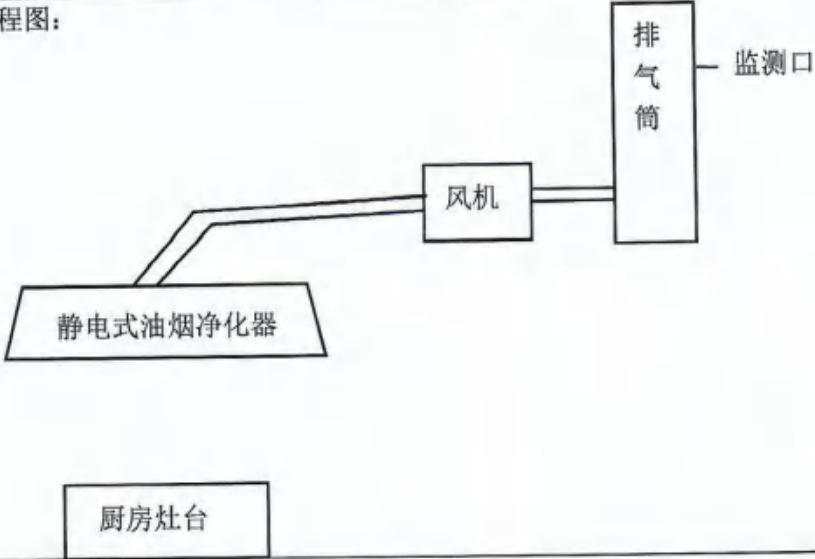 程图：
排气筒
监测口
风机
静电式油烟净化器
厨房灶台